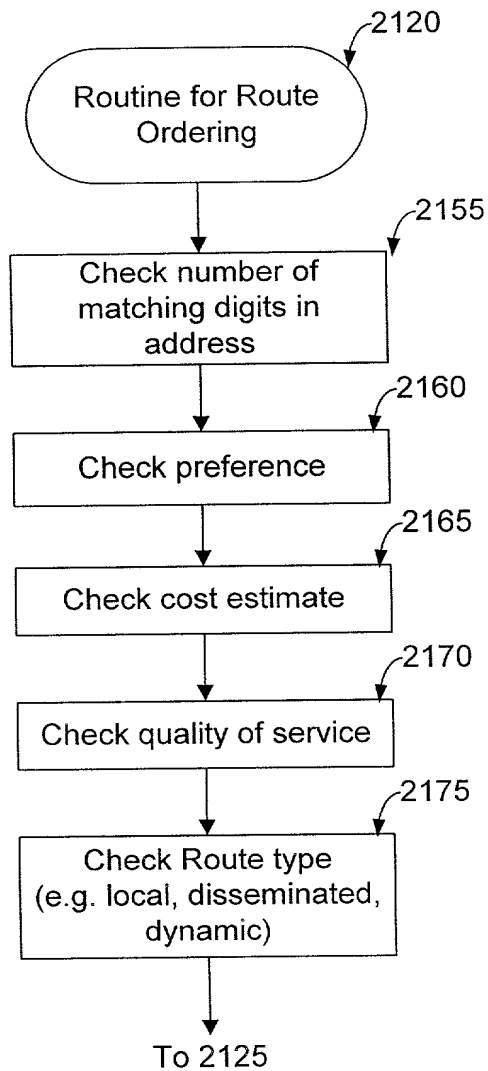 2120
Routine for Route
Ordering
2155
Check number of
matching digits in
address
2160
Check preference
2165
Check cost estimate
2170
Check quality of service
2175
Check Route type
(e.g. local, disseminated,
dynamic)
To 2125